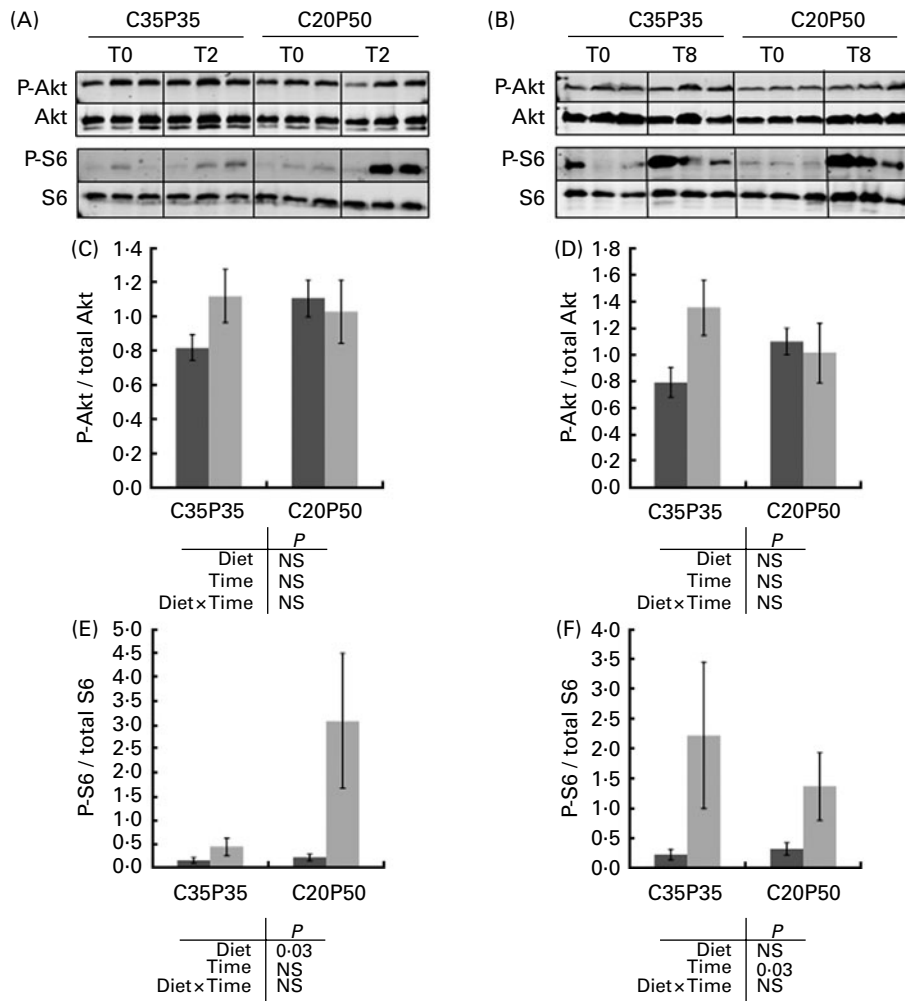 (A) C35P35 C20P50
T0 T2 T0 T2
P-Akt
Akt
P-S6
S6
(B) C35P35 C20P50
T0 T8 T0 T8
P-Akt
Akt
P-S6
S6
(C)
P-Akt / total Akt
1·4
1·2
1·0
0·8
0·6
0·4
0·2
0·0
C35P35 C20P50
P
Diet NS
Time NS
Diet×Time NS
(D)
P-Akt / total Akt
1·8
1·6
1·4
1·2
1·0
0·8
0·6
0·4
0·2
0·0
C35P35 C20P50
P
Diet NS
Time NS
Diet×Time NS
(E)
P-S6 / total S6
5·0
4·5
4·0
3·5
3·0
2·5
2·0
1·5
1·0
0·5
0·0
C35P35 C20P50
P
Diet 0·03
Time NS
Diet×Time NS
(F)
P-S6 / total S6
4·0
3·5
3·0
2·5
2·0
1·5
1·0
0·5
0·0
C35P35 C20P50
P
Diet NS
Time 0·03
Diet×Time NS